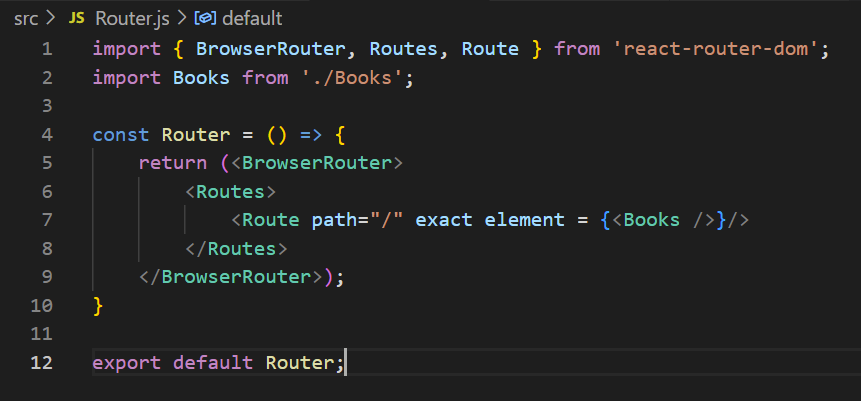 src > JS Router.js > default
1 import { BrowserRouter, Routes, Route } from 'react-router-dom';
2 import Books from './Books';
3
4 const Router = () => {
5     return (<BrowserRouter>
6         <Routes>
7             <Route path="/" exact element = {<Books />}/>
8         </Routes>
9     </BrowserRouter>);
10 }
11
12 export default Router;